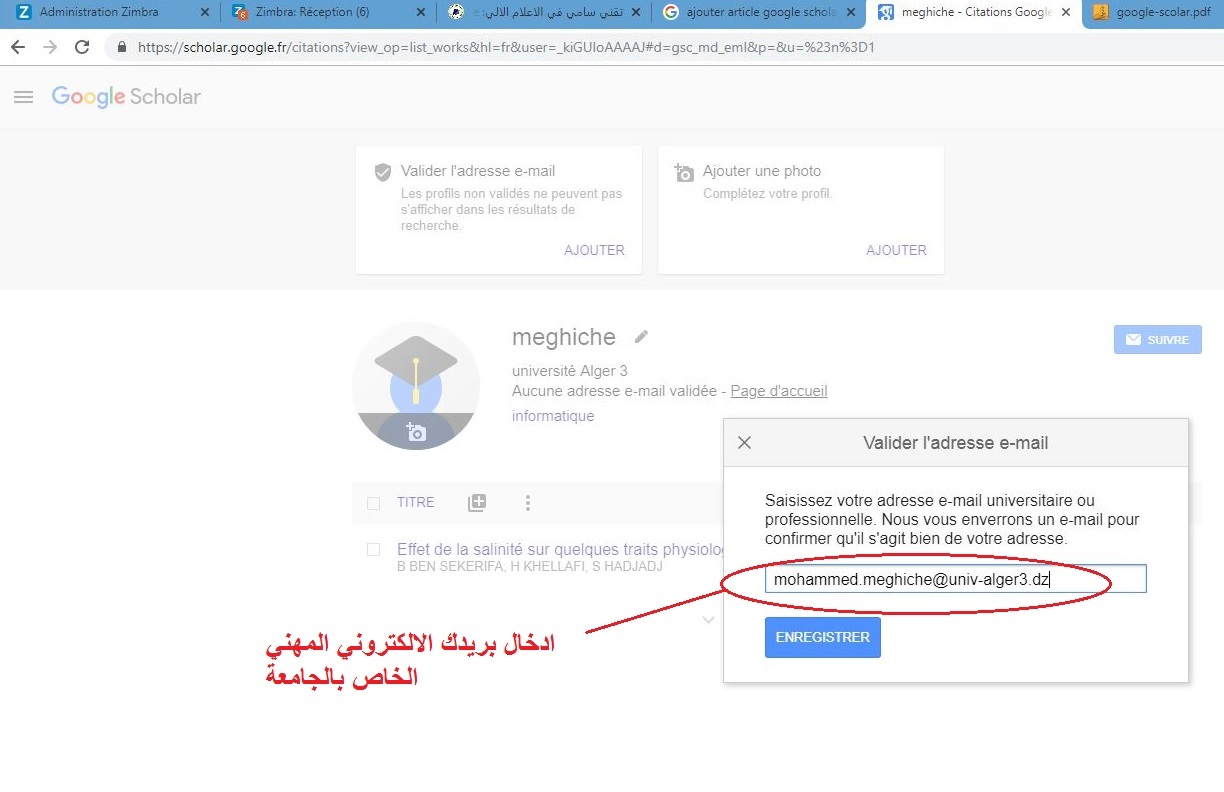 Administration Zimbra
Zimbra: Réception (6)
تقني سامي في الاعلام الالي: e
ajouter article google schola
meghiche - Citations Google
google-scolar.pdf
https://scholar.google.fr/citations?view_op=list_works&hl=fr&user=_kiGUIoAAAAJ#d=gsc_md_eml&p=&u=%23n%3D1
Google Scholar
Valider l'adresse e-mail
Les profils non validés ne peuvent pas
s'afficher dans les résultats de
recherche.
AJOUTER
Ajouter une photo
Complétez votre profil.
AJOUTER
meghiche
université Alger 3
Aucune adresse e-mail validée - Page d'accueil
informatique
SUIVRE
TITRE
Effet de la salinité sur quelques traits physiolo
B BEN SEKERIFA, H KHELLAFI, S HADJADJ
Valider l'adresse e-mail
Saisissez votre adresse e-mail universitaire ou
professionnelle. Nous vous enverrons un e-mail pour
confirmer qu'il s'agit bien de votre adresse.
mohammed.meghiche@univ-alger3.dz
ENREGISTRER
ادخال بريدك الالكتروني المهني
الخاص بالجامعة